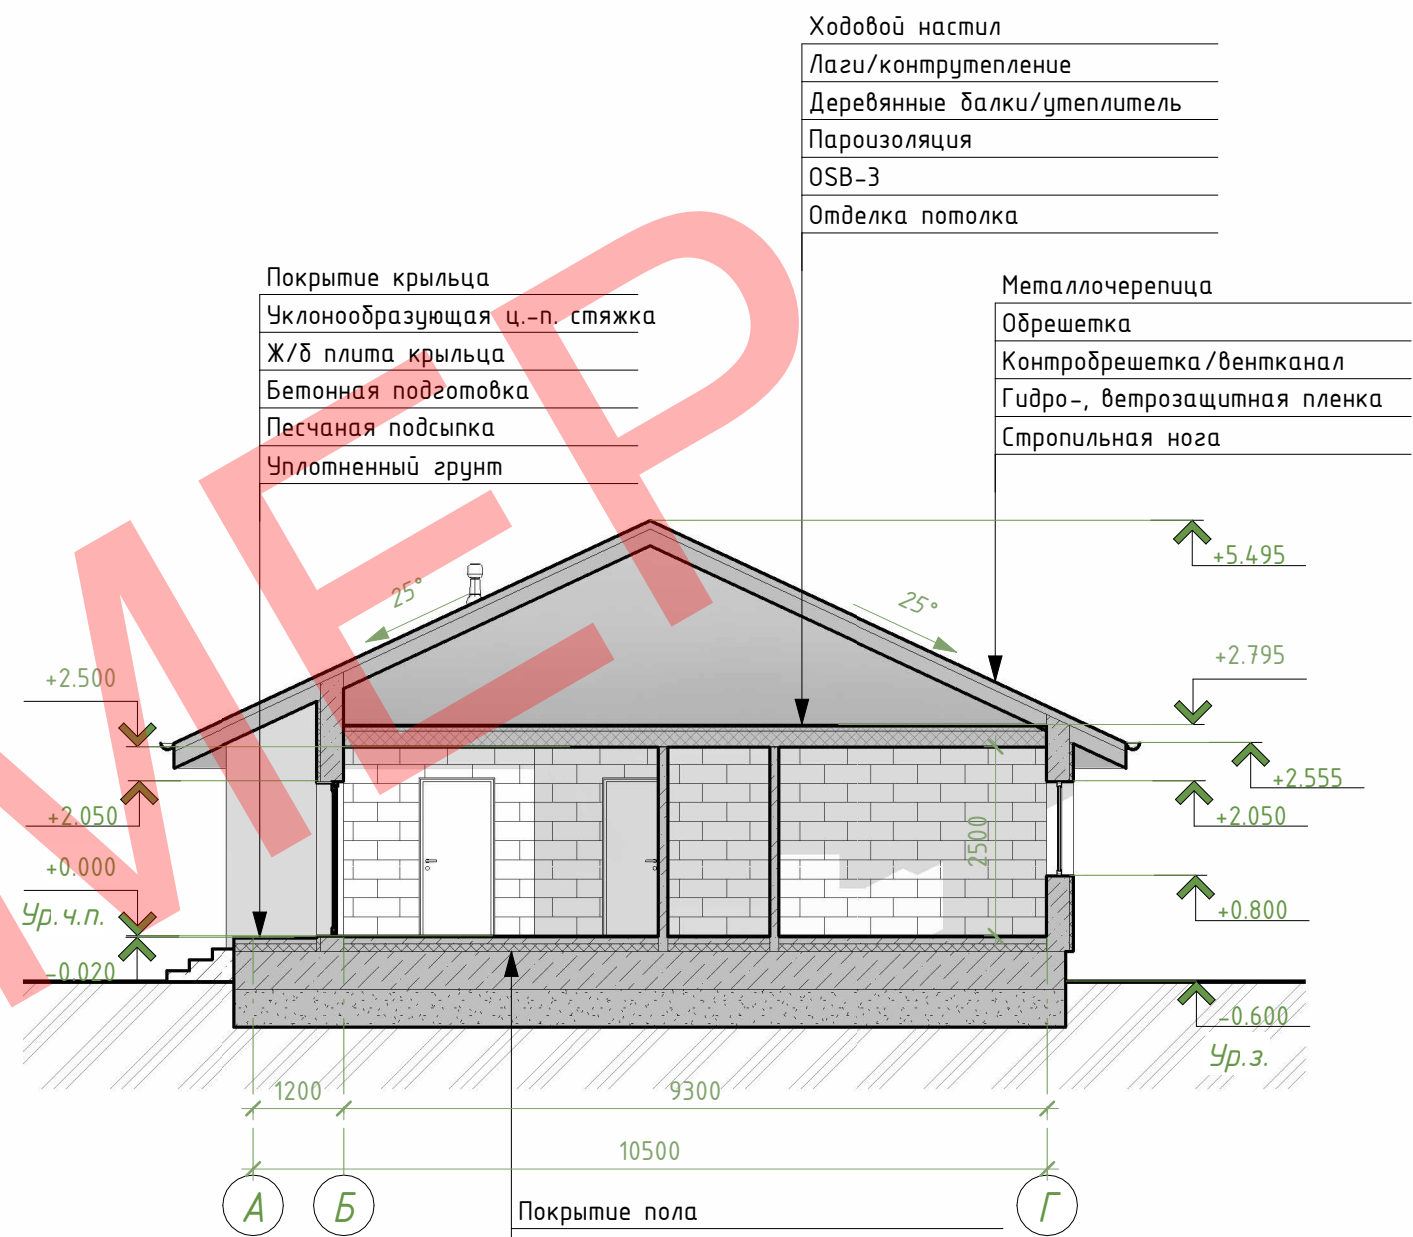 Ходовой настил
Лаги/контрутепление
Деревянные балки/утеплитель
Пароизоляция
OSB-3
Отделка потолка
Покрытие крыльца
Уклонообразующая ц.-п. стяжка
Ж/б плита крыльца
Бетонная подготовка
Песчаная подсыпка
Уплотненный грунт
Металлочерепица
Обрешетка
Контробрешетка/вентканал
Гидро-, ветрозащитная пленка
Стропильная нога
МЕР
25°
25°
+5.495
+2.795
+2.555
+2.050
+0.800
-0.600
Ур.з.
+2.500
+2.050
+0.000
Ур.ч.п.
-0.020
2500
1200
9300
10500
А
Б
Г
Покрытие пола